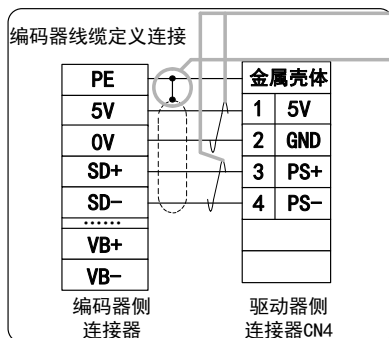 编码器线缆定义连接
PE
5V
0V
SD+
SD-
······
VB+
VB-
编码器侧
连接器
金属壳体
1 5V
2 GND
3 PS+
4 PS-
驱动器侧
连接器CN4